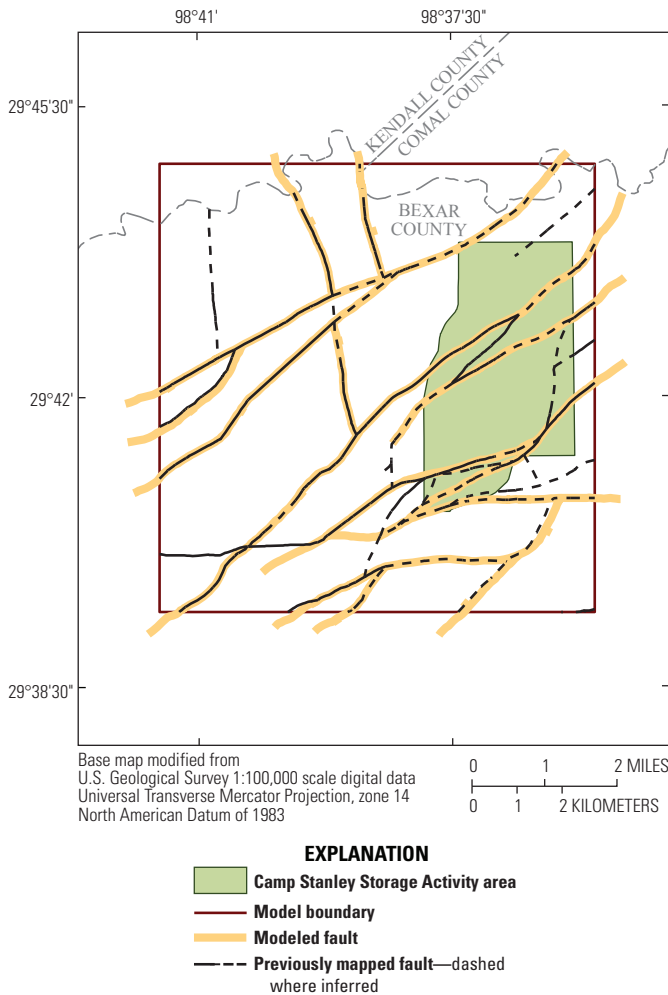 98°41' 98°37'30"
29°45'30"
KENDALL COUNTY
COMAL COUNTY
BEXAR
COUNTY
29°42'
29°38'30"
Base map modified from
U.S. Geological Survey 1:100,000 scale digital data
Universal Transverse Mercator Projection, zone 14
North American Datum of 1983
0 1 2 MILES
0 1 2 KILOMETERS
EXPLANATION
Camp Stanley Storage Activity area
Model boundary
Modeled fault
Previously mapped fault—dashed
where inferred